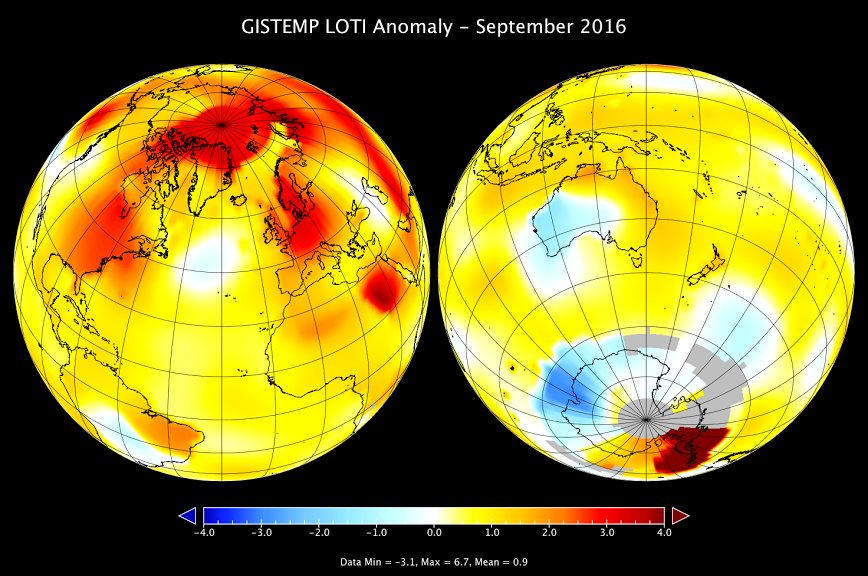 GISTEMP LOTI Anomaly – September 2016
-4.0 -3.0 -2.0 -1.0 0.0 1.0 2.0 3.0 4.0
Data Min = -3.1, Max = 6.7, Mean = 0.9